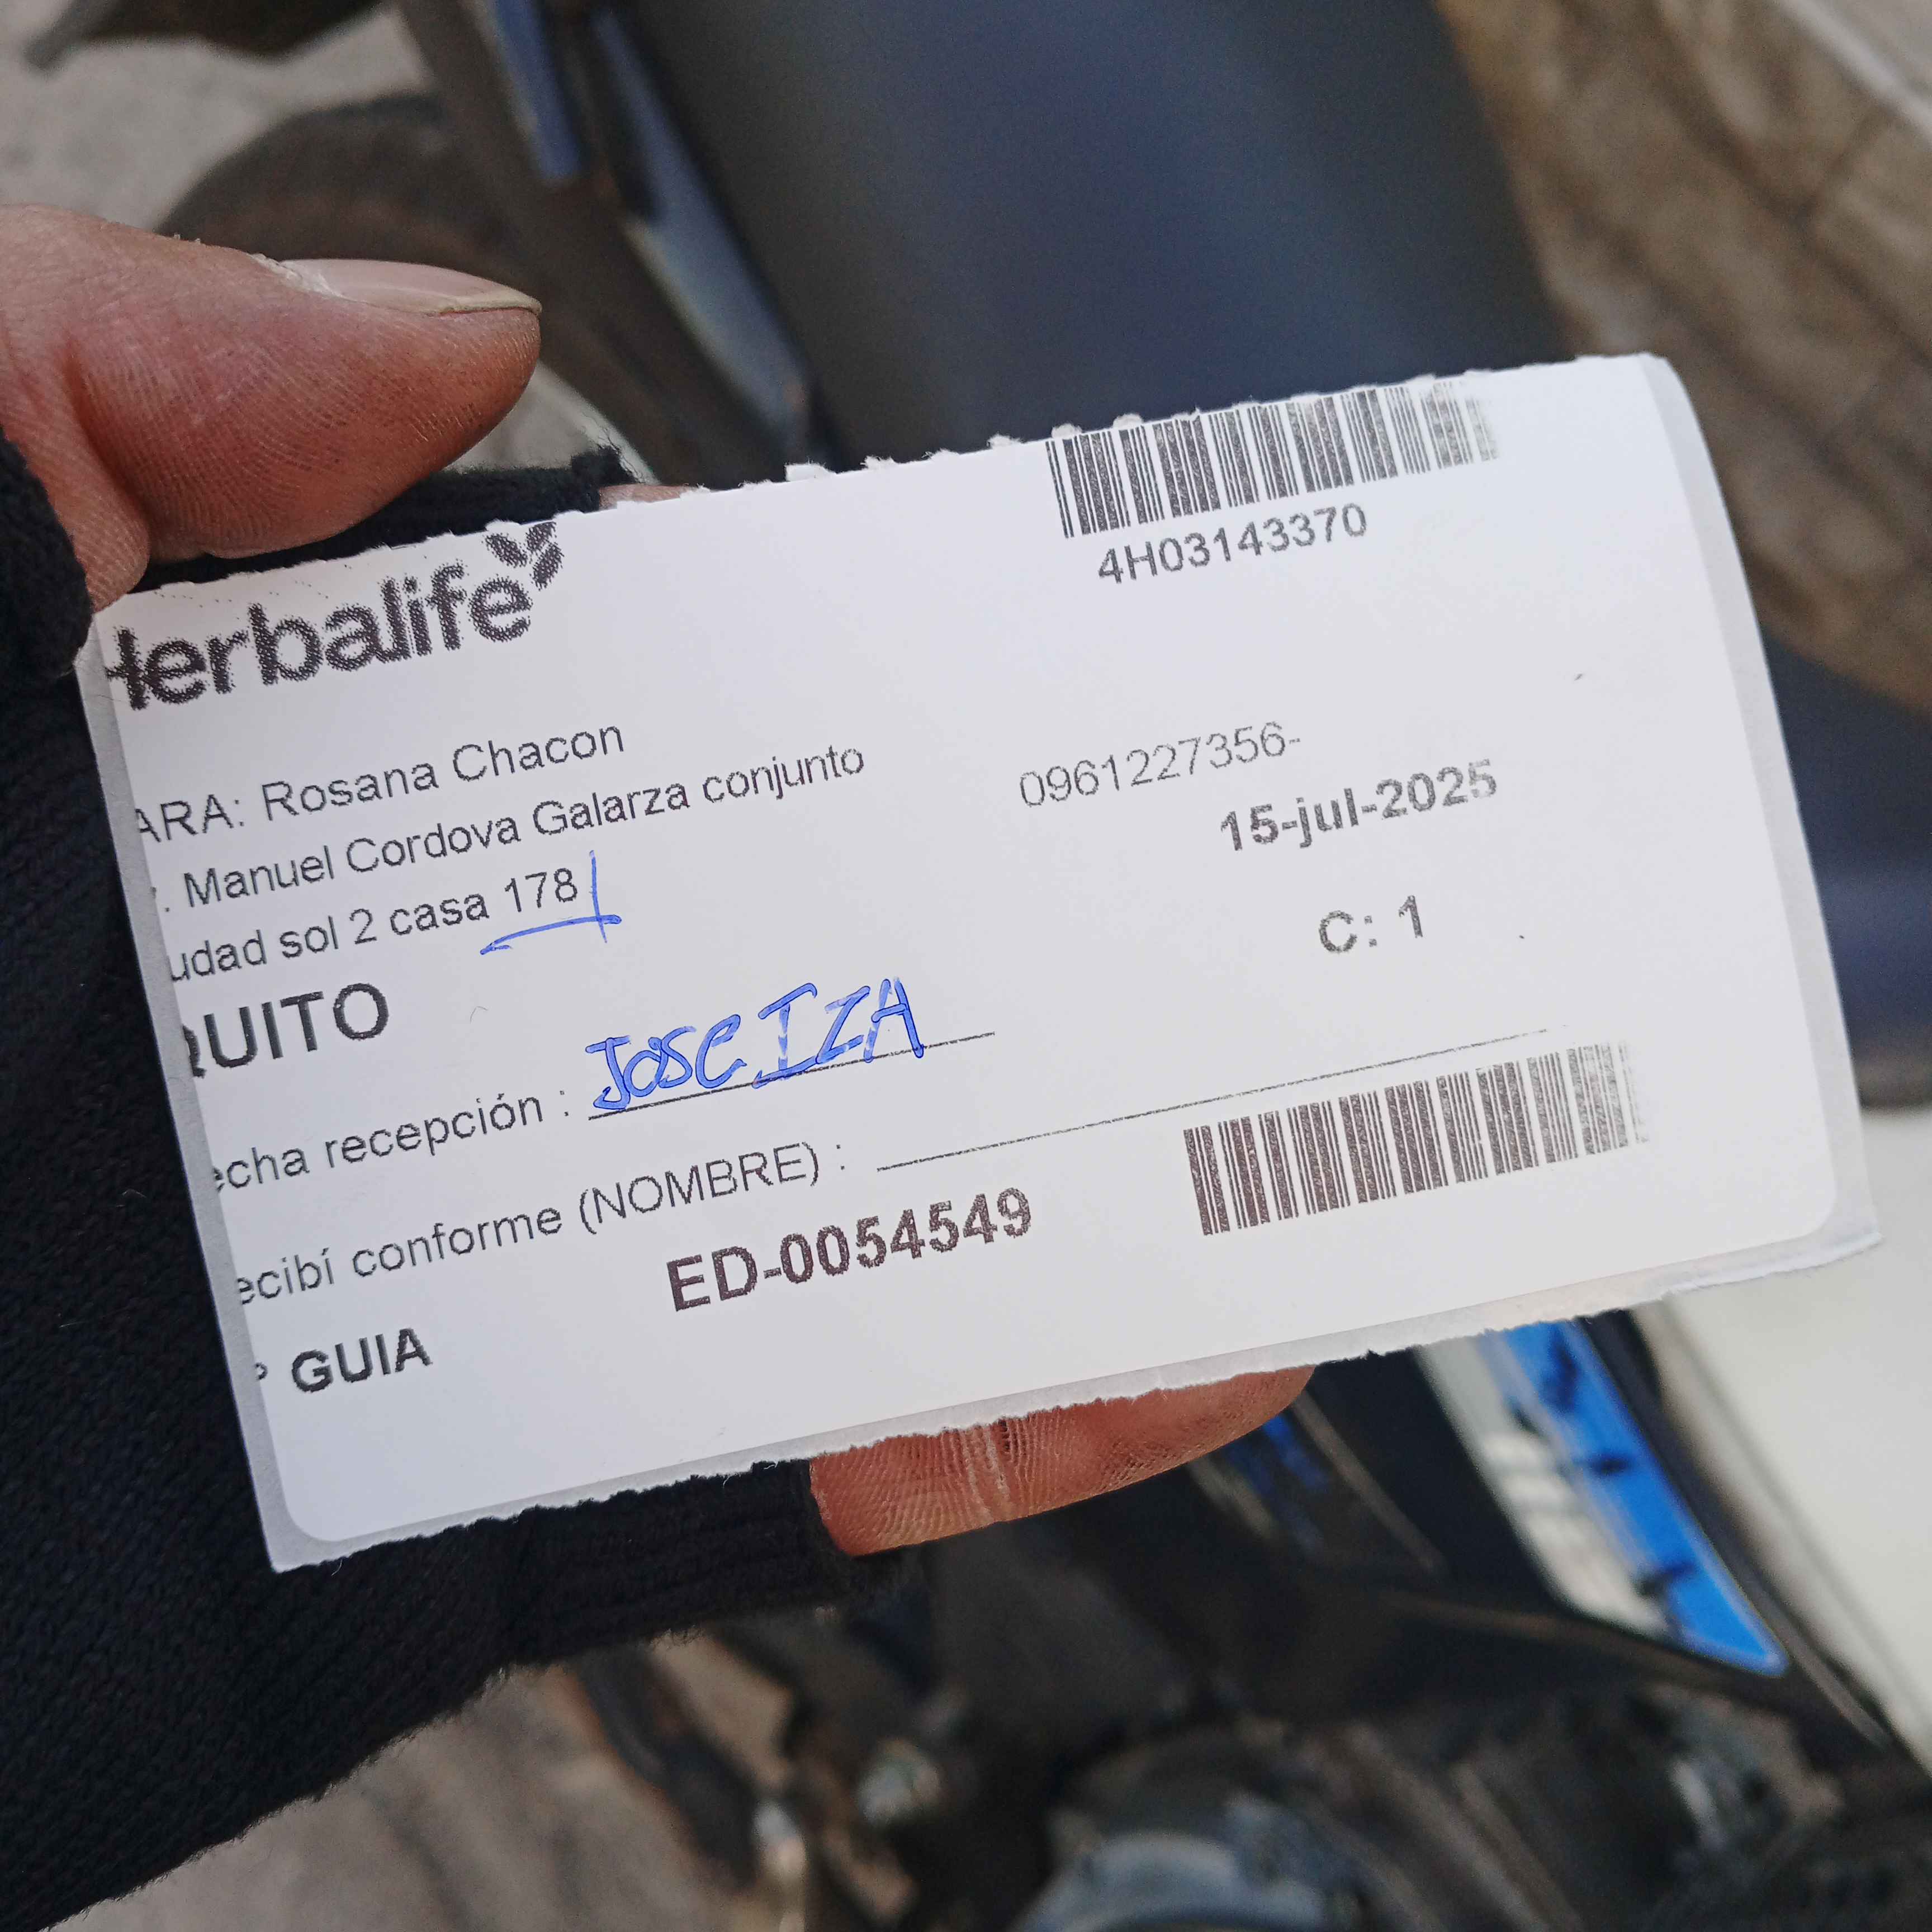 Herbalife
4H03143370
ARA: Rosana Chacon
0961227356-
: Manuel Cordova Galarza conjunto
15-jul-2025
udad sol 2 casa 178
C: 1
QUITO
echa recepción : Jose IZA
ecibí conforme (NOMBRE) :
° GUIA ED-0054549